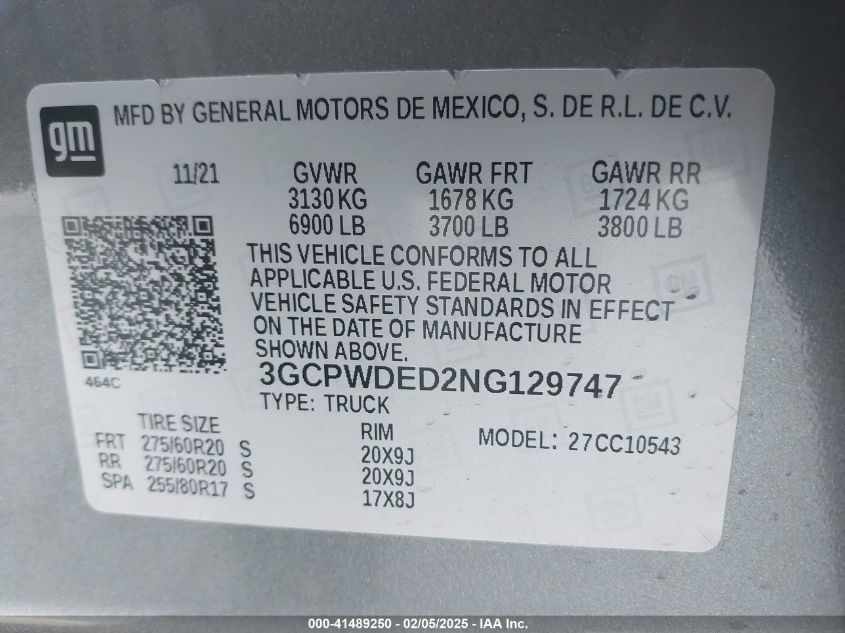 gm
MFD BY GENERAL MOTORS DE MEXICO, S. DE R.L. DE C.V.
11/21 GVWR GAWR FRT GAWR RR
3130 KG 1678 KG 1724 KG
6900 LB 3700 LB 3800 LB
THIS VEHICLE CONFORMS TO ALL
APPLICABLE U.S. FEDERAL MOTOR
VEHICLE SAFETY STANDARDS IN EFFECT
ON THE DATE OF MANUFACTURE
SHOWN ABOVE.
464C
3GCPWDED2NG129747
TYPE: TRUCK
MODEL: 27CC10543
TIRE SIZE RIM
FRT 275/60R20 S 20X9J
RR 275/60R20 S 20X9J
SPA 255/80R17 S 17X8J
000-41489250 - 02/05/2025 - IAA Inc.